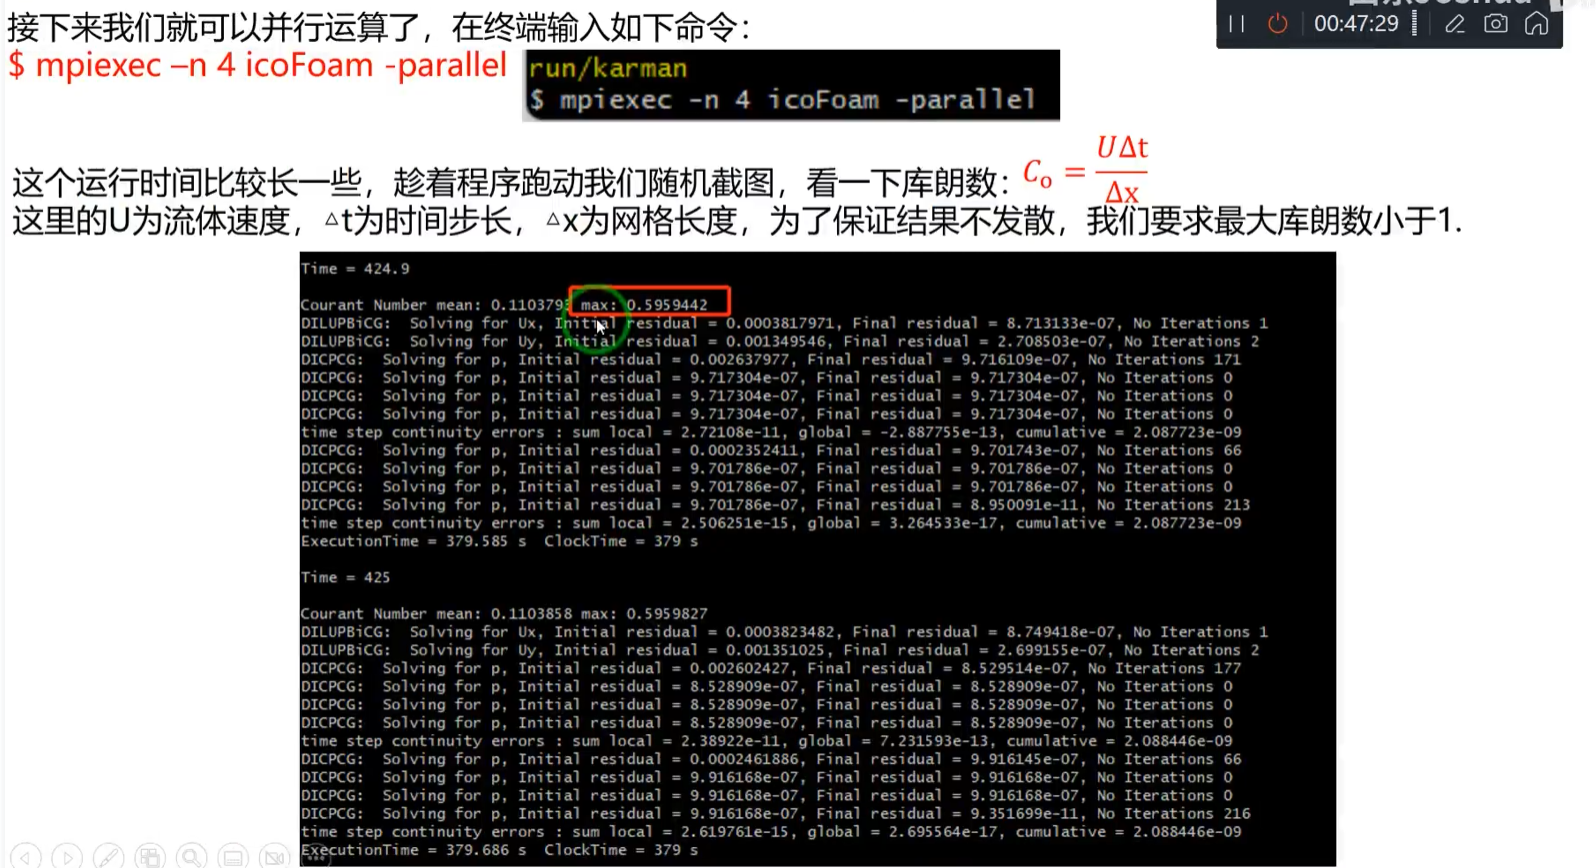 接下来我们就可以并行运算了，在终端输入如下命令：
00:47:29
$ mpiexec –n 4 icoFoam -parallel
run/karman
$ mpiexec -n 4 icoFoam -parallel
这个运行时间比较长一些，趁着程序跑动我们随机截图，看一下库朗数：Co = UΔt/Δx
这里的U为流体速度，△t为时间步长，△x为网格长度，为了保证结果不发散，我们要求最大库朗数小于1.
Time = 424.9
Courant Number mean: 0.1103793 max: 0.5959442
DILUPBiCG:  Solving for Ux, Initial residual = 0.0003817971, Final residual = 8.713133e-07, No Iterations 1
DILUPBiCG:  Solving for Uy, Initial residual = 0.001349546, Final residual = 2.708503e-07, No Iterations 2
DICPCG:  Solving for p, Initial residual = 0.002637977, Final residual = 9.716109e-07, No Iterations 171
DICPCG:  Solving for p, Initial residual = 9.717304e-07, Final residual = 9.717304e-07, No Iterations 0
DICPCG:  Solving for p, Initial residual = 9.717304e-07, Final residual = 9.717304e-07, No Iterations 0
DICPCG:  Solving for p, Initial residual = 9.717304e-07, Final residual = 9.717304e-07, No Iterations 0
time step continuity errors : sum local = 2.72108e-11, global = -2.887755e-13, cumulative = 2.087723e-09
DICPCG:  Solving for p, Initial residual = 0.0002352411, Final residual = 9.701743e-07, No Iterations 66
DICPCG:  Solving for p, Initial residual = 9.701786e-07, Final residual = 9.701786e-07, No Iterations 0
DICPCG:  Solving for p, Initial residual = 9.701786e-07, Final residual = 9.701786e-07, No Iterations 0
DICPCG:  Solving for p, Initial residual = 9.701786e-07, Final residual = 8.950091e-11, No Iterations 213
time step continuity errors : sum local = 2.506251e-15, global = 3.264533e-17, cumulative = 2.087723e-09
ExecutionTime = 379.585 s  ClockTime = 379 s
Time = 425
Courant Number mean: 0.1103858 max: 0.5959827
DILUPBiCG:  Solving for Ux, Initial residual = 0.0003823482, Final residual = 8.749418e-07, No Iterations 1
DILUPBiCG:  Solving for Uy, Initial residual = 0.001351025, Final residual = 2.699155e-07, No Iterations 2
DICPCG:  Solving for p, Initial residual = 0.002602427, Final residual = 8.529514e-07, No Iterations 177
DICPCG:  Solving for p, Initial residual = 8.528909e-07, Final residual = 8.528909e-07, No Iterations 0
DICPCG:  Solving for p, Initial residual = 8.528909e-07, Final residual = 8.528909e-07, No Iterations 0
DICPCG:  Solving for p, Initial residual = 8.528909e-07, Final residual = 8.528909e-07, No Iterations 0
time step continuity errors : sum local = 2.38922e-11, global = 7.231593e-13, cumulative = 2.088446e-09
DICPCG:  Solving for p, Initial residual = 0.0002461886, Final residual = 9.916145e-07, No Iterations 66
DICPCG:  Solving for p, Initial residual = 9.916168e-07, Final residual = 9.916168e-07, No Iterations 0
DICPCG:  Solving for p, Initial residual = 9.916168e-07, Final residual = 9.916168e-07, No Iterations 0
DICPCG:  Solving for p, Initial residual = 9.916168e-07, Final residual = 9.351699e-11, No Iterations 216
time step continuity errors : sum local = 2.619761e-15, global = 2.695564e-17, cumulative = 2.088446e-09
ExecutionTime = 379.686 s  ClockTime = 379 s